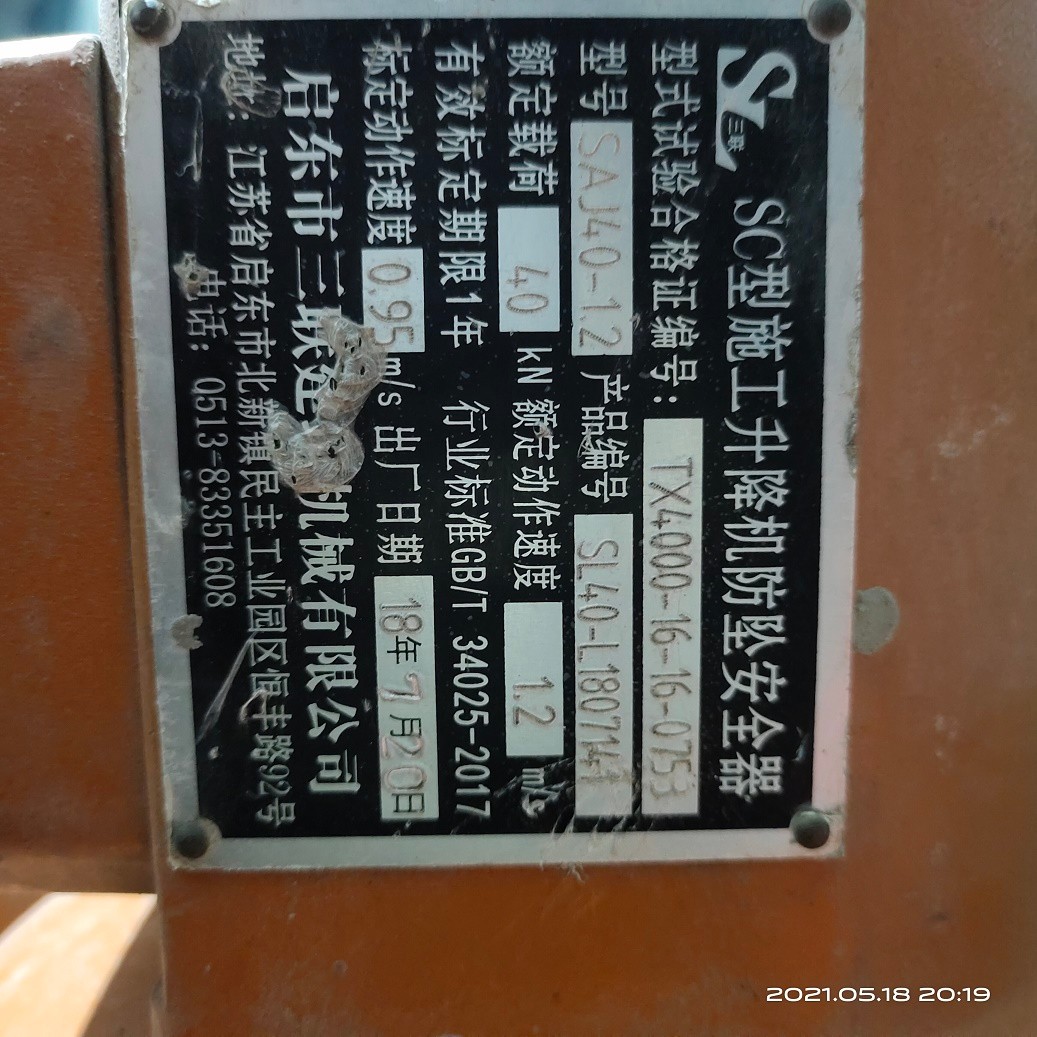 三联
SC型施工升降机防坠安全器
型式试验合格证编号: TX4000-16-16-0753
型号 SAJ40-1.2 产品编号
额定载荷 40 kN 额定动作速度 1.2 m/s
有效标定期限1年 行业标准GB/T 34025-2017
标定动作速度 0.95 m/s 出厂日期 18年7月20日
启东市三联建 机械有限公司
地址: 江苏省启东市北新镇民主工业园区恒丰路92号
电话: 0513-83351608
2021.05.18 20:19